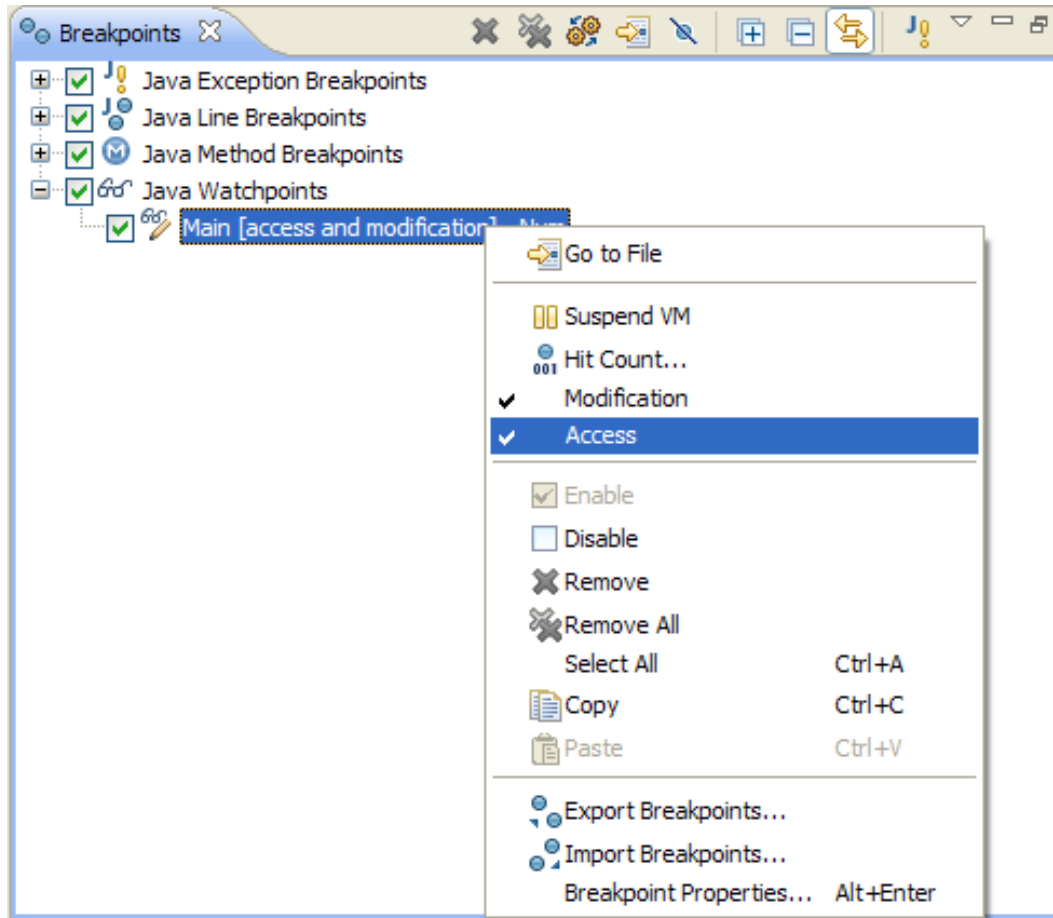 Breakpoints
Java Exception Breakpoints
Java Line Breakpoints
Java Method Breakpoints
Java Watchpoints
Main [access and modification]
Go to File
Suspend VM
001 Hit Count...
Modification
Access
Enable
Disable
Remove
Remove All
Select All Ctrl+A
Copy Ctrl+C
Paste Ctrl+V
Export Breakpoints...
Import Breakpoints...
Breakpoint Properties... Alt+Enter